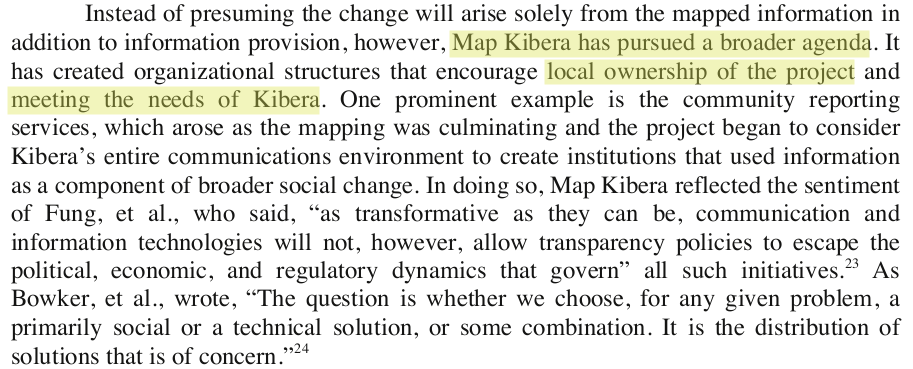 Instead of presuming the change will arise solely from the mapped information in
addition to information provision, however, Map Kibera has pursued a broader agenda. It
has created organizational structures that encourage local ownership of the project and
meeting the needs of Kibera. One prominent example is the community reporting
services, which arose as the mapping was culminating and the project began to consider
Kibera’s entire communications environment to create institutions that used information
as a component of broader social change. In doing so, Map Kibera reflected the sentiment
of Fung, et al., who said, “as transformative as they can be, communication and
information technologies will not, however, allow transparency policies to escape the
political, economic, and regulatory dynamics that govern” all such initiatives.23 As
Bowker, et al., wrote, “The question is whether we choose, for any given problem, a
primarily social or a technical solution, or some combination. It is the distribution of
solutions that is of concern.”24